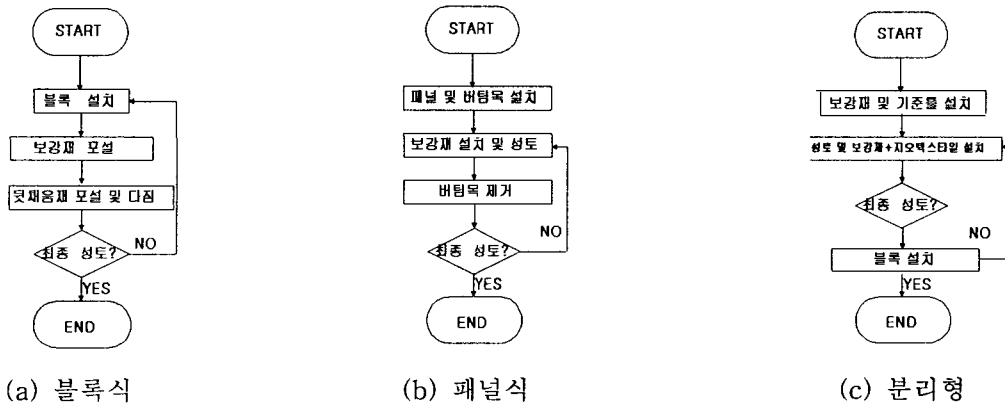 START
블록 설치
보강재 포설
뒷채움재 포설 및 다짐
최종 성토?
NO
YES
END
(a) 블록식
START
패널 및 버팀목 설치
보강재 설치 및 성토
버팀목 제거
최종 성토?
NO
YES
END
(b) 패널식
START
보강재 및 기준틀 설치
성토 및 보강재+지오텍스타일 설치
최종 성토?
NO
블록 설치
YES
END
(c) 분리형